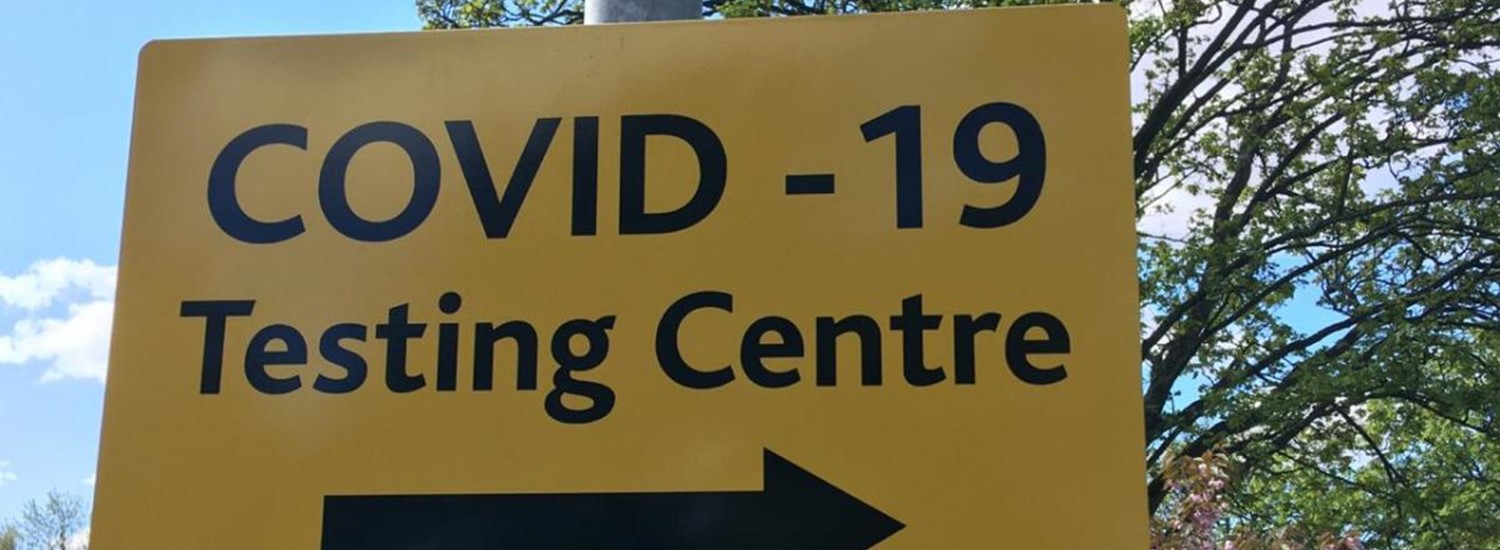 COVID -19
Testing Centre